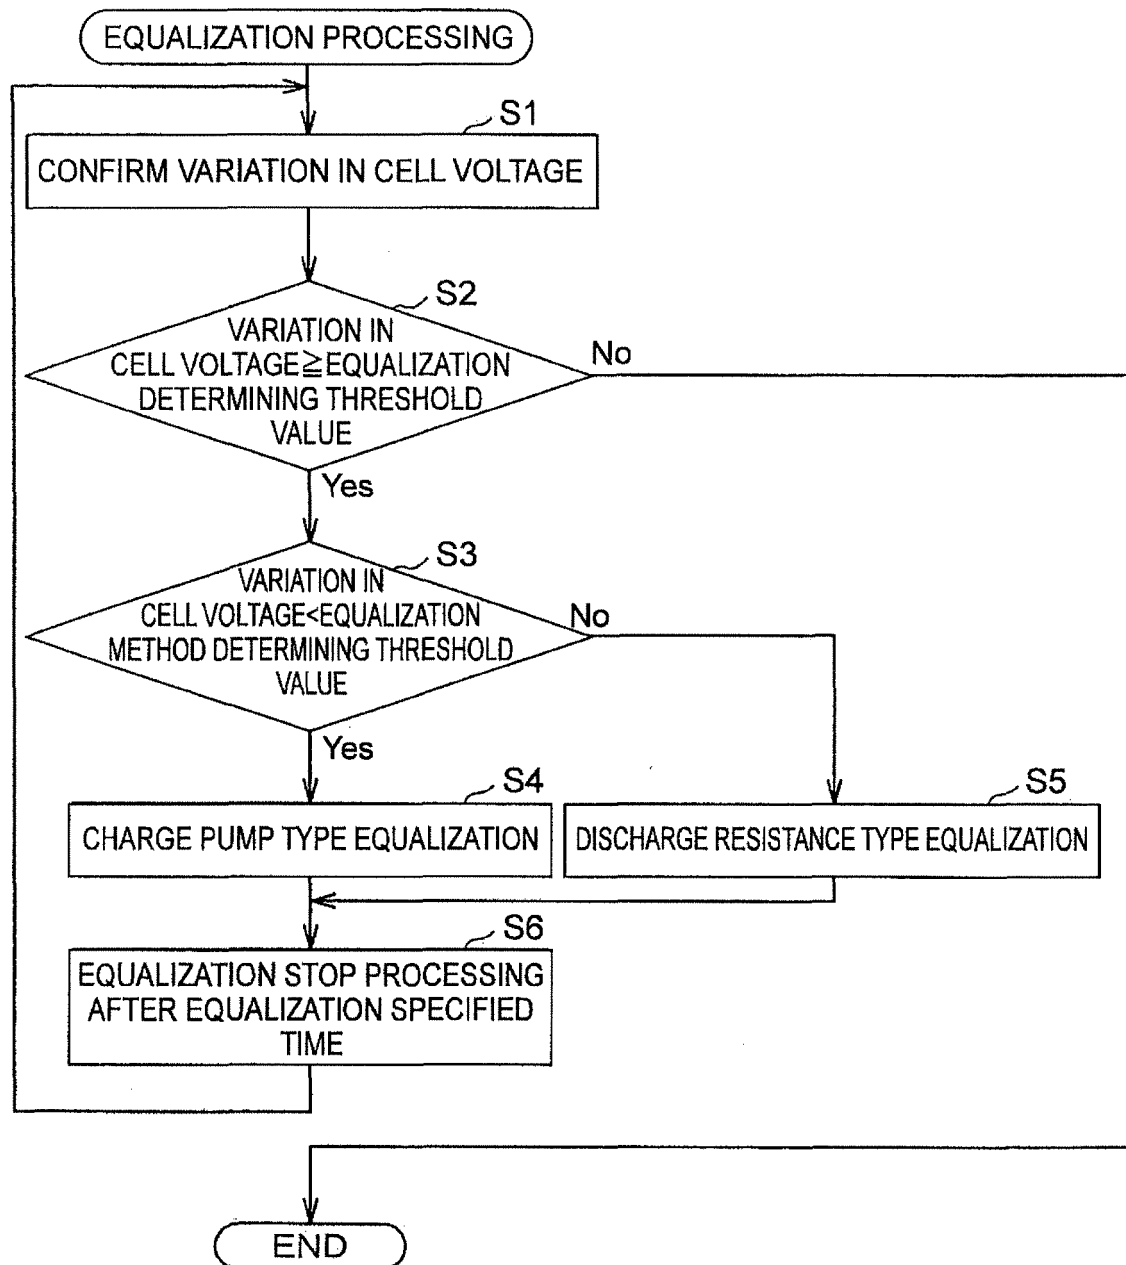 EQUALIZATION PROCESSING
S1
CONFIRM VARIATION IN CELL VOLTAGE
S2
VARIATION IN
CELL VOLTAGE≧EQUALIZATION
DETERMINING THRESHOLD
VALUE
No
Yes
S3
VARIATION IN
CELL VOLTAGE<EQUALIZATION
METHOD DETERMINING THRESHOLD
VALUE
No
Yes
S4
CHARGE PUMP TYPE EQUALIZATION
S5
DISCHARGE RESISTANCE TYPE EQUALIZATION
S6
EQUALIZATION STOP PROCESSING
AFTER EQUALIZATION SPECIFIED
TIME
END